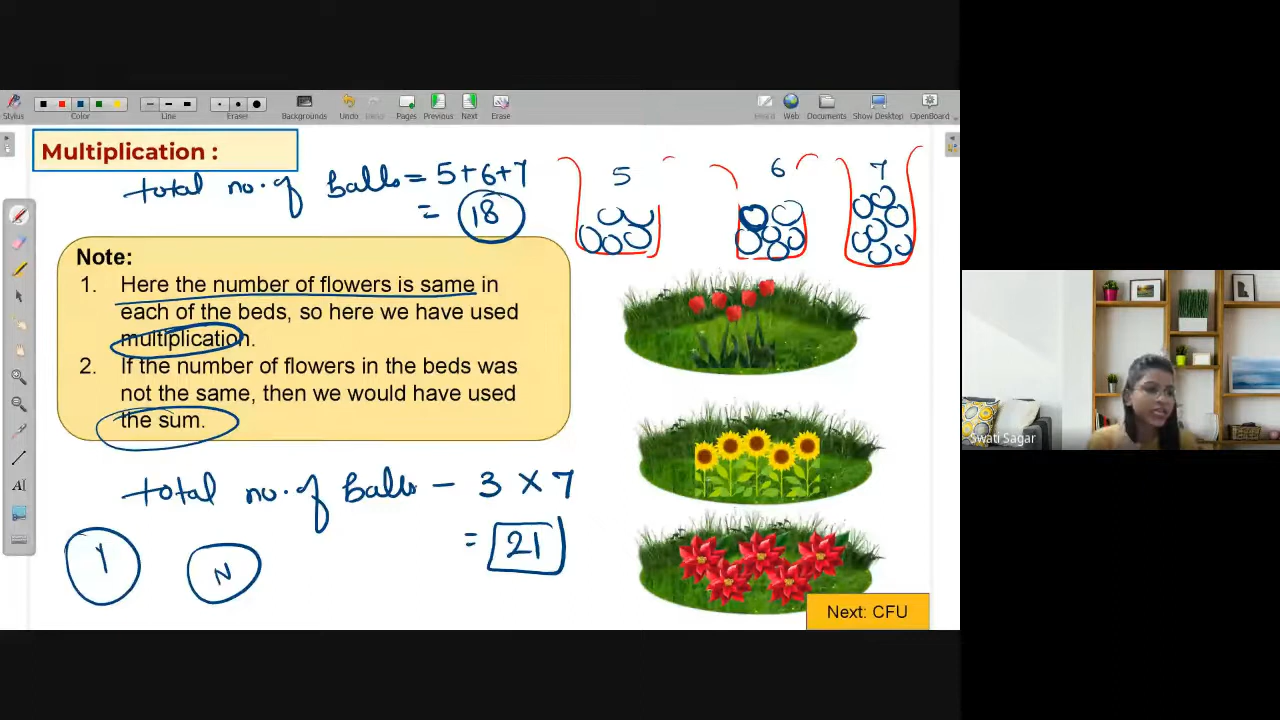 Stylus
Color
Line
Eraser
Backgrounds
Undo
Pages
Previous
Next
Erase
Web
Documents
Show Desktop
OpenBoard
Multiplication :
total no. of balls = 5+6+7
= 18
5
6
7
Note:
1. Here the number of flowers is same in
each of the beds, so here we have used
multiplication.
2. If the number of flowers in the beds was
not the same, then we would have used
the sum.
total no. of balls - 3 × 7
= 21
Y
N
Next: CFU
Swati Sagar